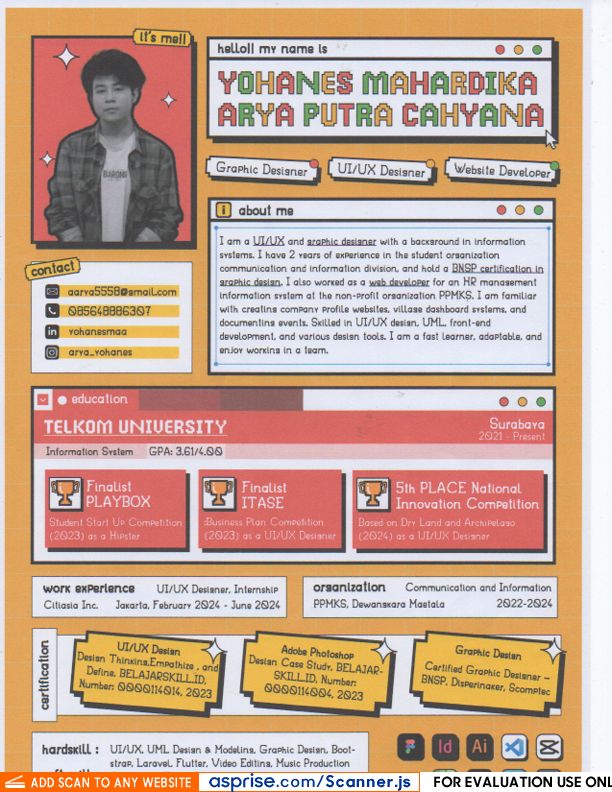 it's me!!
hello!! my name is
YOHANES MAHARDIKA
ARYA PUTRA CAHYANA
Graphic Designer
UI/UX Designer
Website Developer
about me
I am a UI/UX and graphic designer with a background in information
systems. I have 2 years of experience in the student organization
communication and information division, and hold a BNSP certification in
graphic design. I also worked as a web developer for an HR management
information system at the non-profit organization PPMKS. I am familiar
with creating company profile websites, village dashboard systems, and
documenting events. Skilled in UI/UX design, UML, front-end
development, and various design tools. I am a fast learner, adaptable, and
enjoy working in a team.
contact
aarya5558@gmail.com
085648886307
yohanesmaa
arya_yohanes
education
TELKOM UNIVERSITY
Surabaya
2021 - Present
Information System GPA: 3.61/4.00
Finalist
PLAYBOX
Student Start Up Competition
(2023) as a Hipster
Finalist
ITASE
:Business Plan Competition
(2023) as a UI/UX Designer
5th PLACE National
Innovation Competition
Based on Dry Land and Archipelago
(2024) as a UI/UX Designer
work experience UI/UX Designer, Internship
Citiasia Inc. Jakarta, February 2024 - June 2024
organization Communication and Information
PPMKS, Dewangkara Mastala 2022-2024
certification
UI/UX Design
Design Thinking,Empathize , and
Define, BELAJARSKILL.ID,
Number: 0000114014, 2023
Adobe Photoshop
Design Case Study, BELAJAR-
SKILL.ID, Number:
0000114004, 2023
Graphic Design
Certified Graphic Designer –
BNSP, Disperinaker, Scomptec
hardskill : UI/UX, UML Design & Modeling, Graphic Design, Boot-
strap, Laravel, Flutter, Video Editing, Music Production
Id
Ai
ADD SCAN TO ANY WEBSITE
asprise.com/Scanner.js
FOR EVALUATION USE ONL